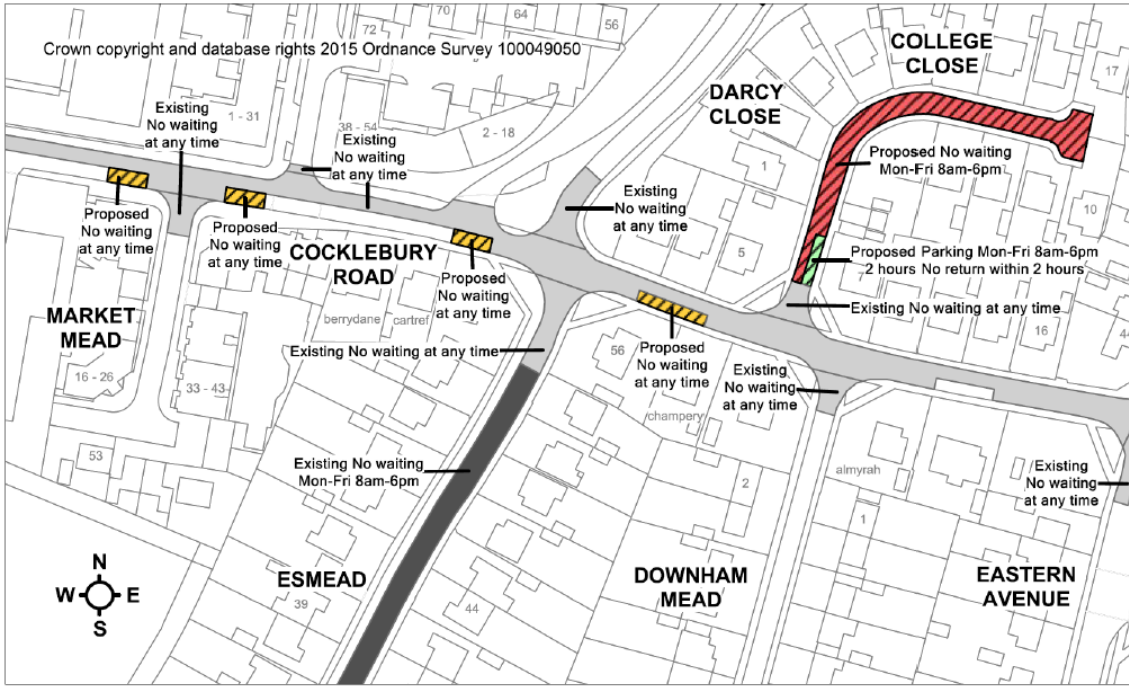 Crown copyright and database rights 2015 Ordnance Survey 100049050
72
64
56
COLLEGE
CLOSE
17
DARCY
CLOSE
Existing
No waiting
at any time
1 - 31
38 - 54
2 - 18
Existing
No waiting
at any time
1
Proposed No waiting
Mon-Fri 8am-6pm
Existing
No waiting
at any time
10
Proposed
No waiting
at any time
Proposed
No waiting
at any time
COCKLEBURY
ROAD
Proposed
No waiting
at any time
5
Proposed Parking Mon-Fri 8am-6pm
2 hours No return within 2 hours
Existing No waiting at any time
MARKET
MEAD
berrydane
cartref
16
44
Existing No waiting at any time
56
Proposed
No waiting
at any time
Existing
No waiting
at any time
16 - 26
33 - 43
champery
53
Existing No waiting
Mon-Fri 8am-6pm
2
almyrah
1
Existing
No waiting
at any time
N
W
E
S
ESMEAD
39
44
DOWNHAM
MEAD
EASTERN
AVENUE